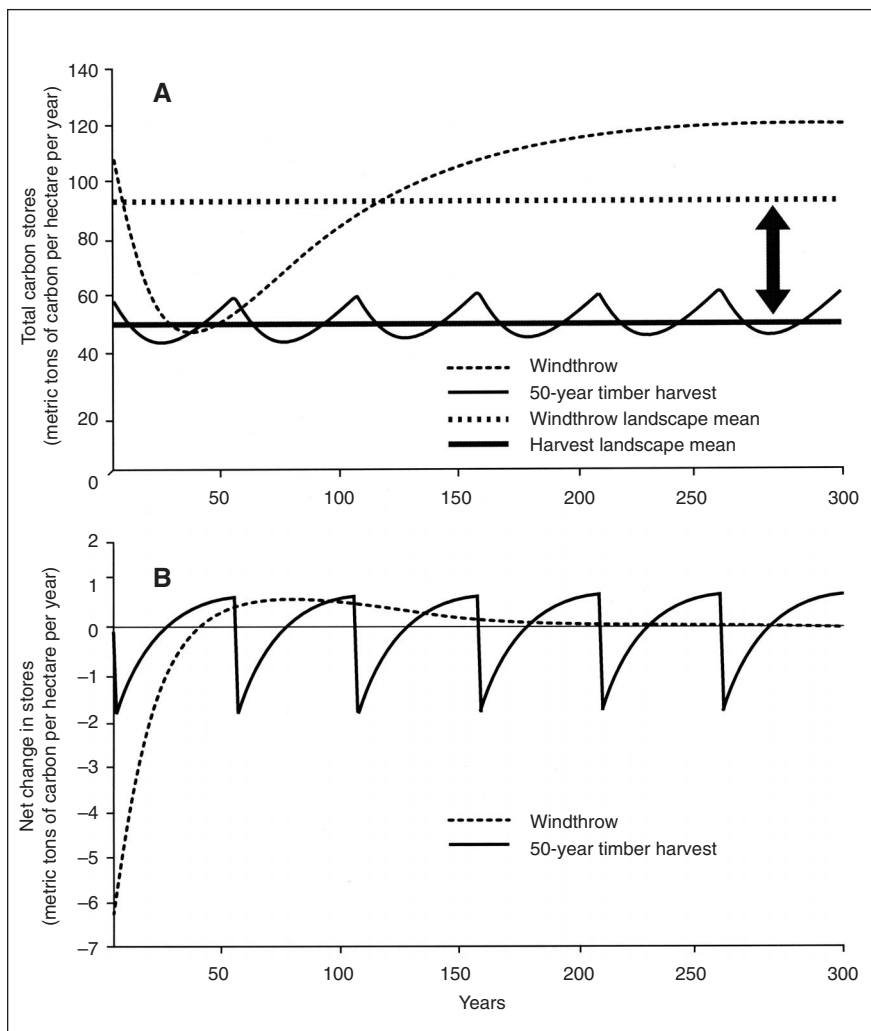 A
Total carbon stores
(metric tons of carbon per hectare per year)
140
120
100
80
60
40
20
0
Windthrow
50-year timber harvest
Windthrow landscape mean
Harvest landscape mean
50 100 150 200 250 300
B
Net change in stores
(metric tons of carbon per hectare per year)
2
1
0
–1
–2
–3
–4
–5
–6
–7
Windthrow
50-year timber harvest
50 100 150 200 250 300
Years